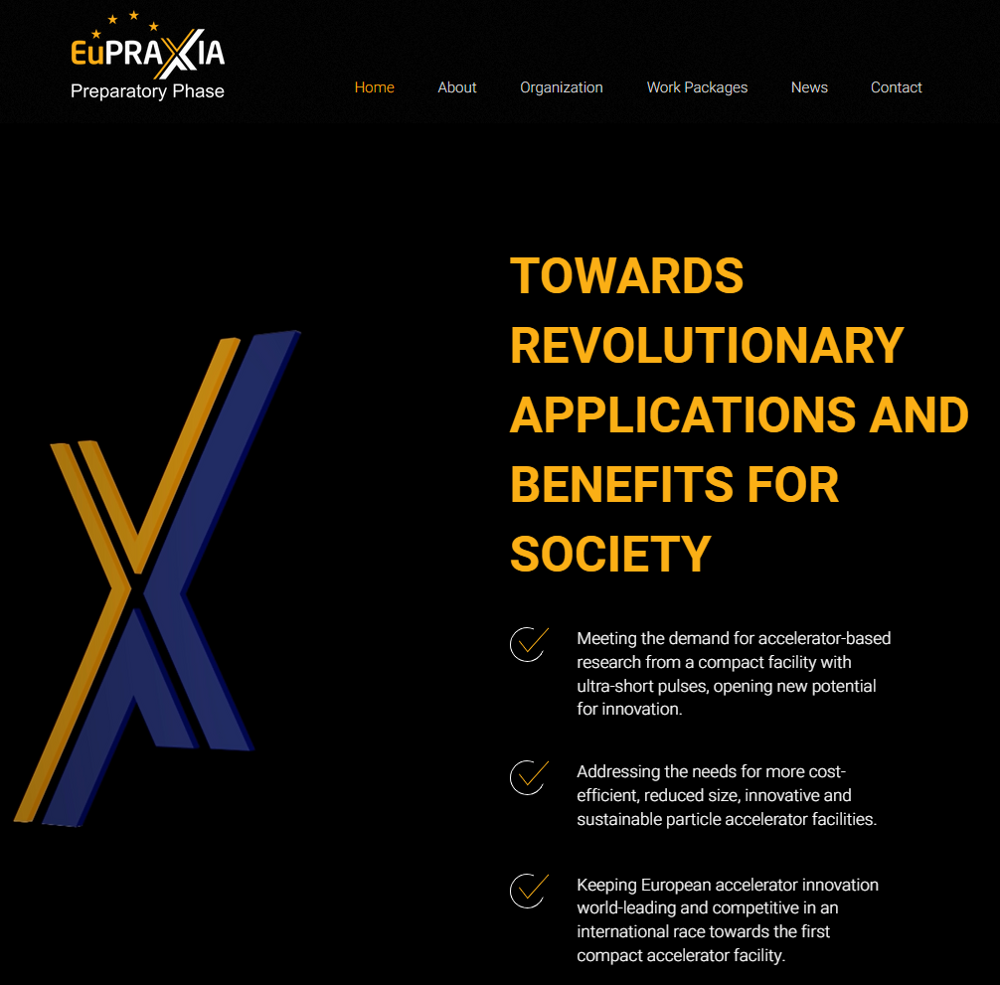 EuPRAXIA
Preparatory Phase
Home About Organization Work Packages News Contact
TOWARDS
REVOLUTIONARY
APPLICATIONS AND
BENEFITS FOR
SOCIETY
Meeting the demand for accelerator-based
research from a compact facility with
ultra-short pulses, opening new potential
for innovation.
Addressing the needs for more cost-
efficient, reduced size, innovative and
sustainable particle accelerator facilities.
Keeping European accelerator innovation
world-leading and competitive in an
international race towards the first
compact accelerator facility.